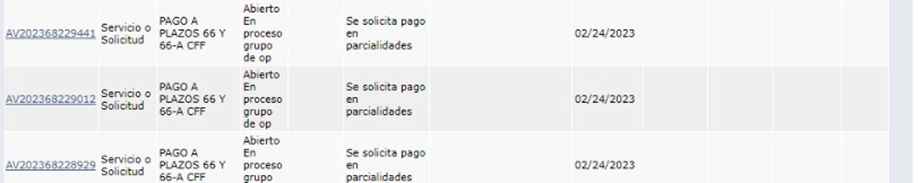 AV202368229441 Servicio o Solicitud PAGO A PLAZOS 66 Y 66-A CFF Abierto En proceso grupo de op Se solicita pago en parcialidades 02/24/2023
AV202368229012 Servicio o Solicitud PAGO A PLAZOS 66 Y 66-A CFF Abierto En proceso grupo de op Se solicita pago en parcialidades 02/24/2023
AV202368228929 Servicio o Solicitud PAGO A PLAZOS 66 Y 66-A CFF Abierto En proceso grupo Se solicita pago en parcialidades 02/24/2023